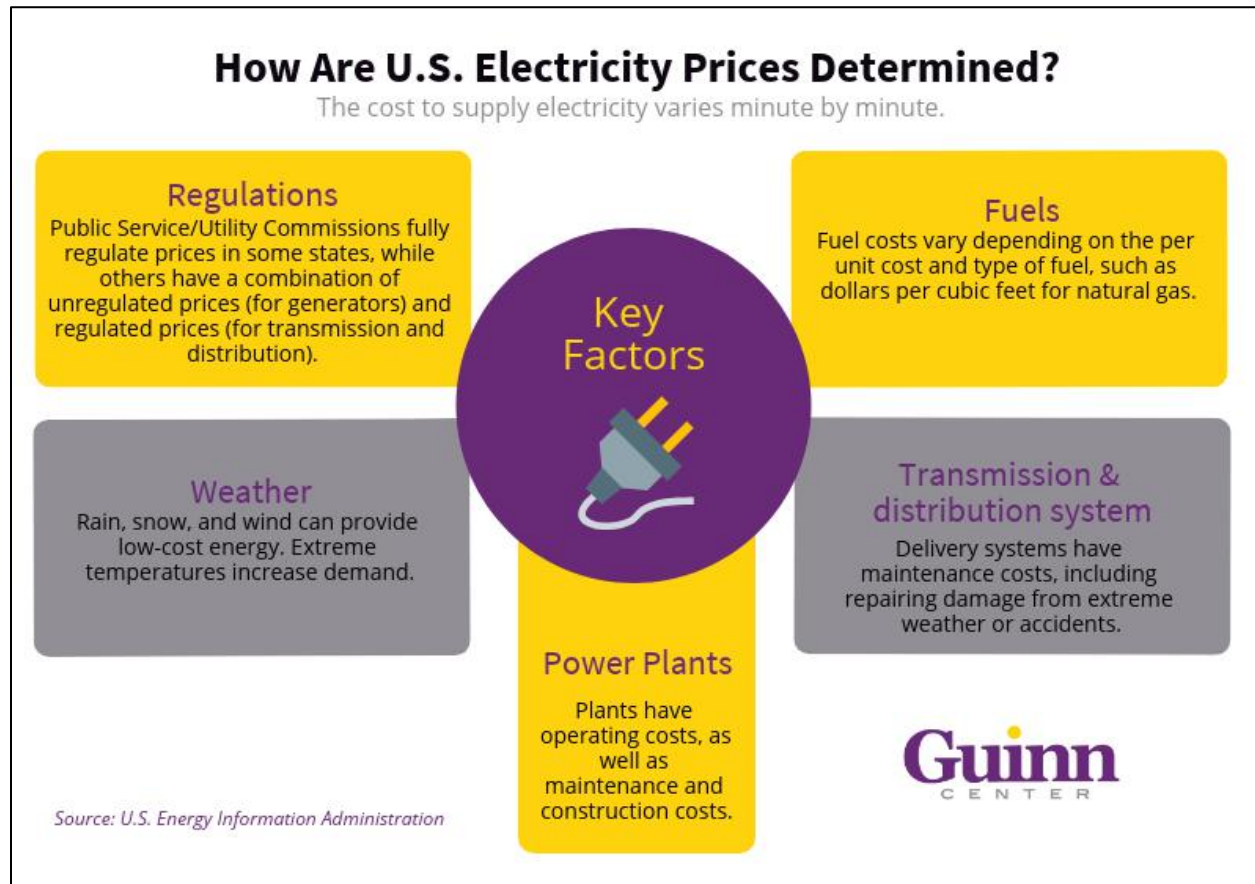 How Are U.S. Electricity Prices Determined?
The cost to supply electricity varies minute by minute.
Regulations
Public Service/Utility Commissions fully
regulate prices in some states, while
others have a combination of
unregulated prices (for generators) and
regulated prices (for transmission and
distribution).
Fuels
Fuel costs vary depending on the per
unit cost and type of fuel, such as
dollars per cubic feet for natural gas.
Key
Factors
Weather
Rain, snow, and wind can provide
low-cost energy. Extreme
temperatures increase demand.
Transmission &
distribution system
Delivery systems have
maintenance costs, including
repairing damage from extreme
weather or accidents.
Power Plants
Plants have
operating costs, as
well as
maintenance and
construction costs.
Guinn
CENTER
Source: U.S. Energy Information Administration